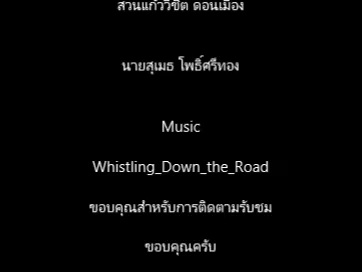 สวนแก้ววิจิต ดอนเมือง
นายสุเมธ โพธิ์ศรีทอง
Music
Whistling_Down_the_Road
ขอบคุณสำหรับการติดตามรับชม
ขอบคุณครับ